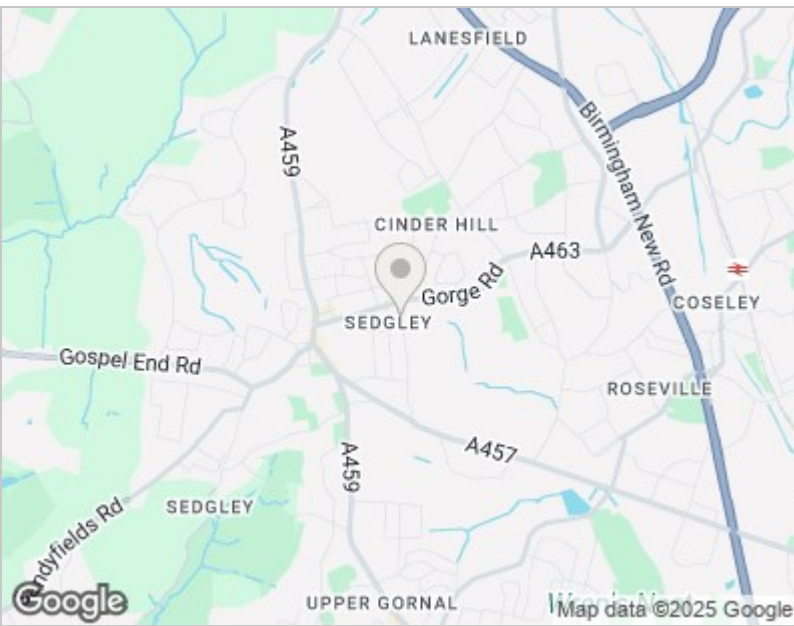 LANESFIELD
A459
Birmingham New Rd
CINDER HILL
A463
Gorge Rd
SEDGLEY
COSELEY
Gospel End Rd
ROSEVILLE
A457
A459
SEDGLEY
UPPER GORNAL
Google
Map data ©2025 Google